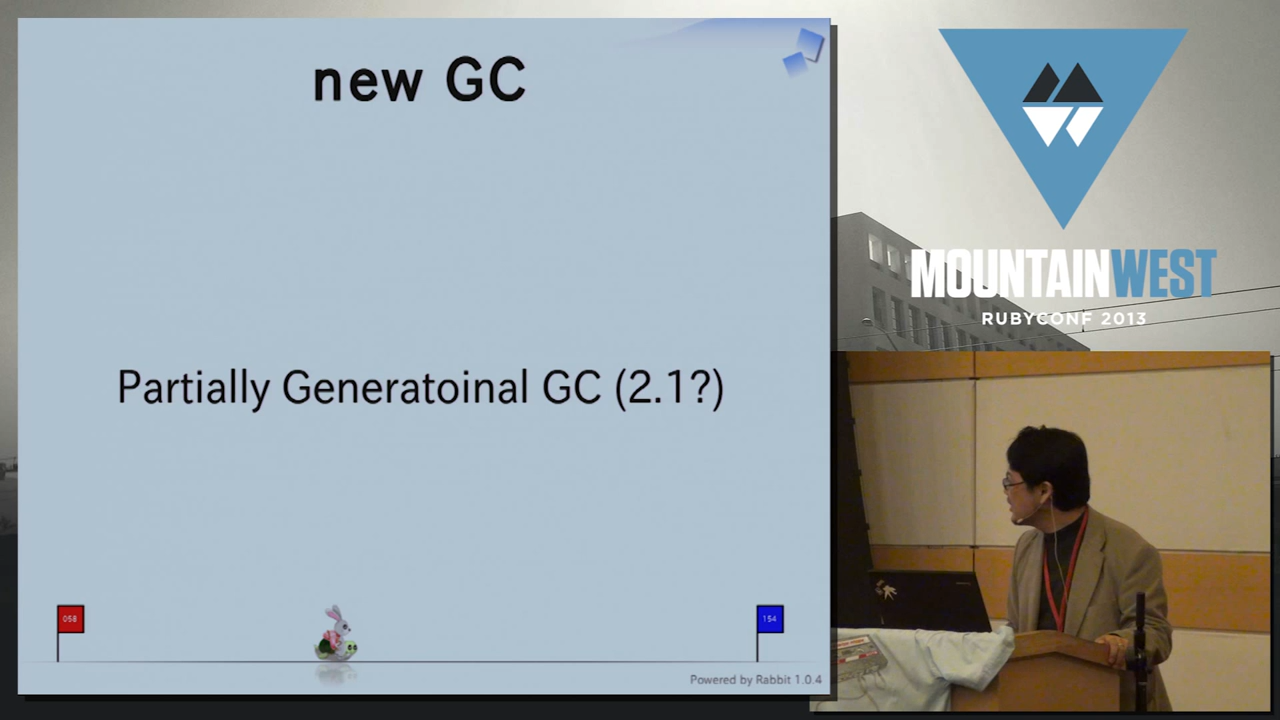 new GC
Partially Generatoinal GC (2.1?)
058
154
Powered by Rabbit 1.0.4
MOUNTAINWEST
RUBYCONF 2013